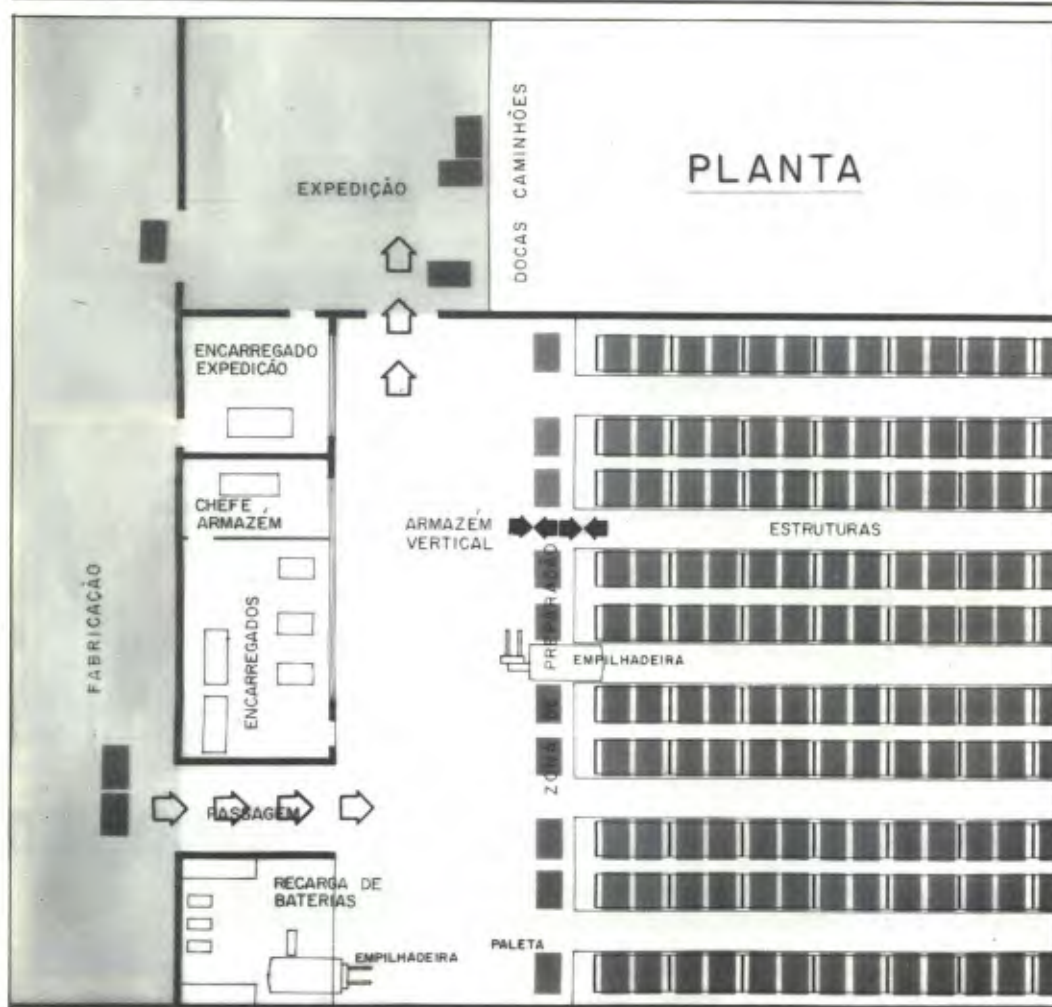 PLANTA
DOCAS CAMINHÕES
EXPEDIÇÃO
ENCARREGADO
EXPEDICÃO
CHEFE
ARMAZÉM
ENCARREGADOS
FABRICAÇÃO
ARMAZÉM
VERTICAL
ESTRUTURAS
ZONA DE PREPARAÇÃO
EMPILHADEIRA
PASSAGEM
RECARGA DE
BATERIAS
EMPILHADEIRA
PALETA